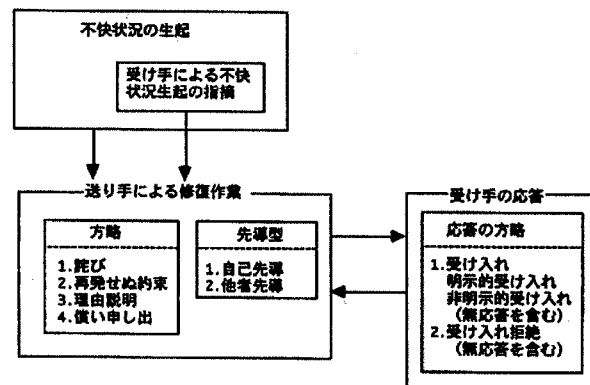 不快状況の生起
受け手による不快
状況生起の指摘
送り手による修復作業
方略
1.詫び
2.再発せぬ約束
3.理由説明
4.償い申し出
先導型
1.自己先導
2.他者先導
受け手の応答
応答の方略
1.受け入れ
明示的受け入れ
非明示的受け入れ
(無応答を含む)
2.受け入れ拒絶
(無応答を含む)